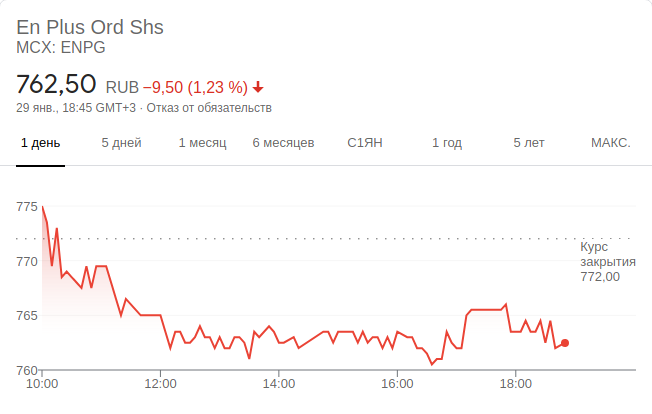 En Plus Ord Shs
MCX: ENPG
762,50 RUB −9,50 (1,23 %)
29 янв., 18:45 GMT+3 · Отказ от обязательств
1 день 5 дней 1 месяц 6 месяцев С1ЯН 1 год 5 лет МАКС.
775
770
765
760
Курс
закрытия
772,00
10:00 12:00 14:00 16:00 18:00